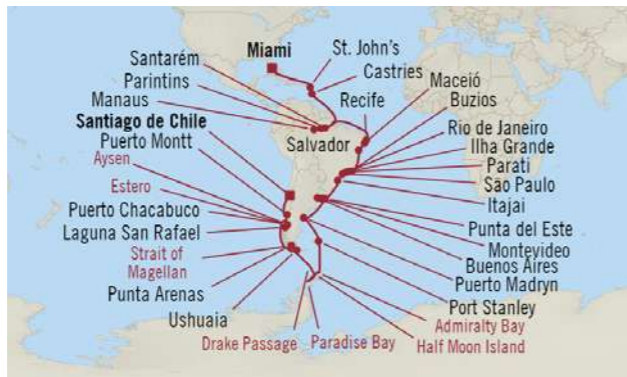 Miami
St. John's
Castries
Santarém
Parintins
Manaus
Recife
Maceió
Buzios
Santiago de Chile
Salvador
Rio de Janeiro
Puerto Montt
Ilha Grande
Aysen
Parati
São Paulo
Estero
Itajai
Puerto Chacabuco
Punta del Este
Laguna San Rafael
Montevideo
Strait of
Magellan
Buenos Aires
Puerto Madryn
Punta Arenas
Port Stanley
Ushuaia
Admiralty Bay
Drake Passage
Paradise Bay
Half Moon Island